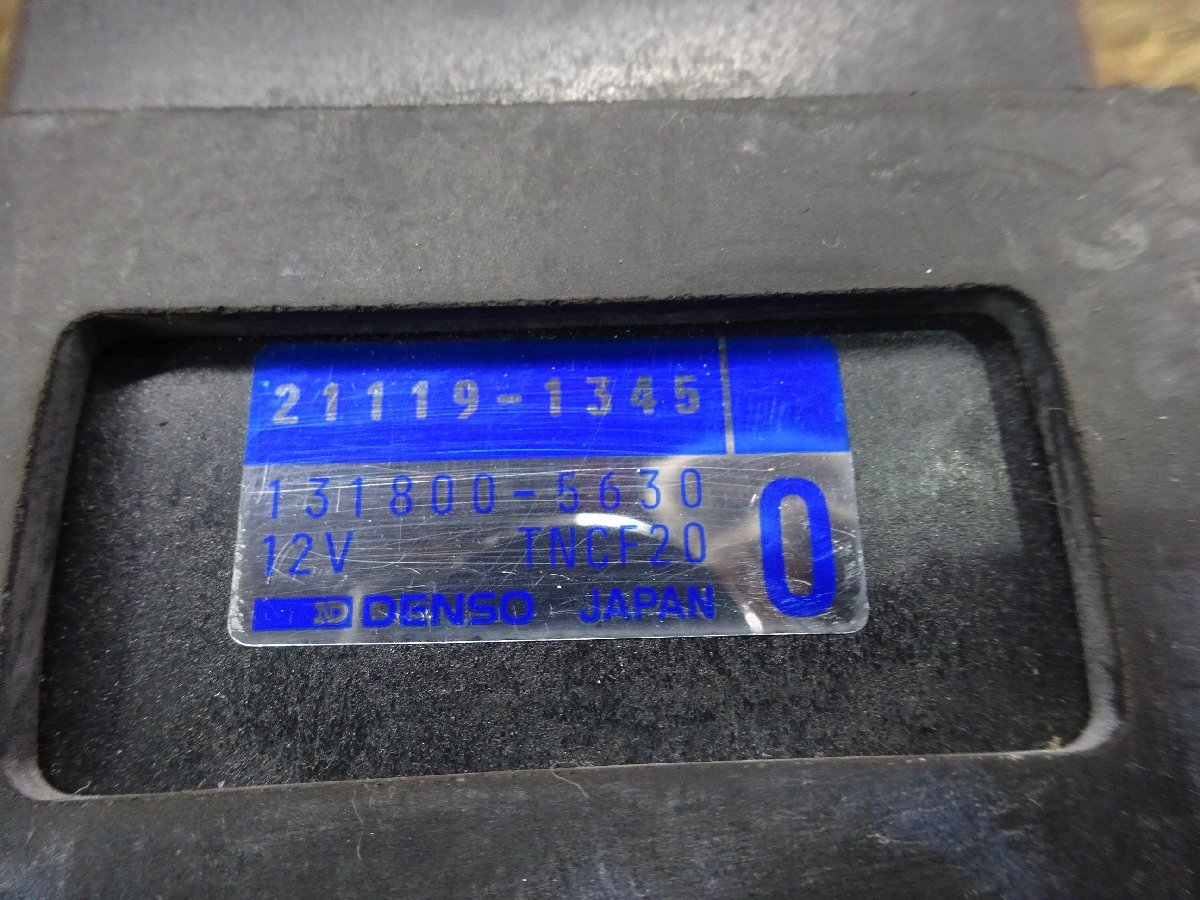 21119-1345
131800-5630
12V TNCF20
0
DENSO JAPAN